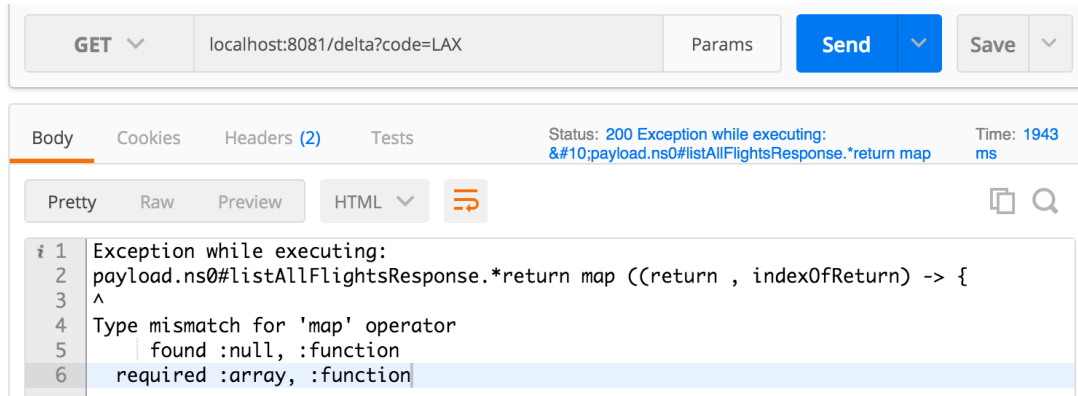 GET localhost:8081/delta?code=LAX Params Send Save
Body Cookies Headers (2) Tests
Status: 200 Exception while executing:
&#10;payload.ns0#listAllFlightsResponse.*return map
Time: 1943
ms
Pretty Raw Preview HTML
i 1 Exception while executing:
2 payload.ns0#listAllFlightsResponse.*return map ((return , indexOfReturn) -> {
3 ^
4 Type mismatch for 'map' operator
5 found :null, :function
6 required :array, :function